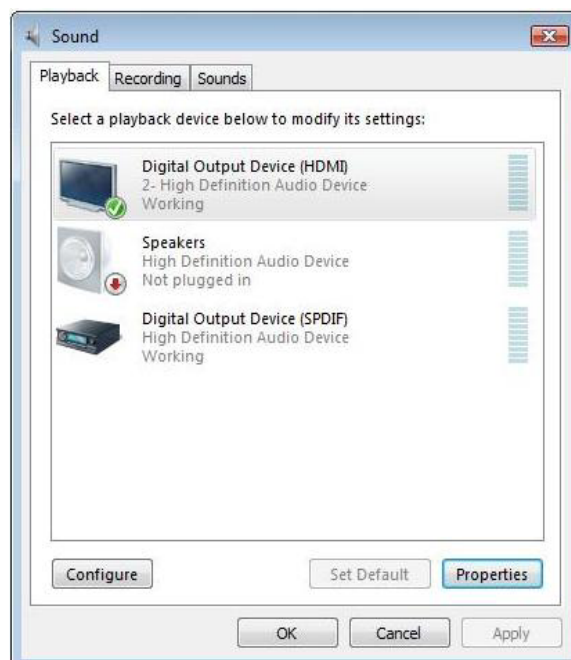 Sound
Playback Recording Sounds
Select a playback device below to modify its settings:
Digital Output Device (HDMI)
2- High Definition Audio Device
Working
Speakers
High Definition Audio Device
Not plugged in
Digital Output Device (SPDIF)
High Definition Audio Device
Working
Configure Set Default Properties
OK Cancel Apply